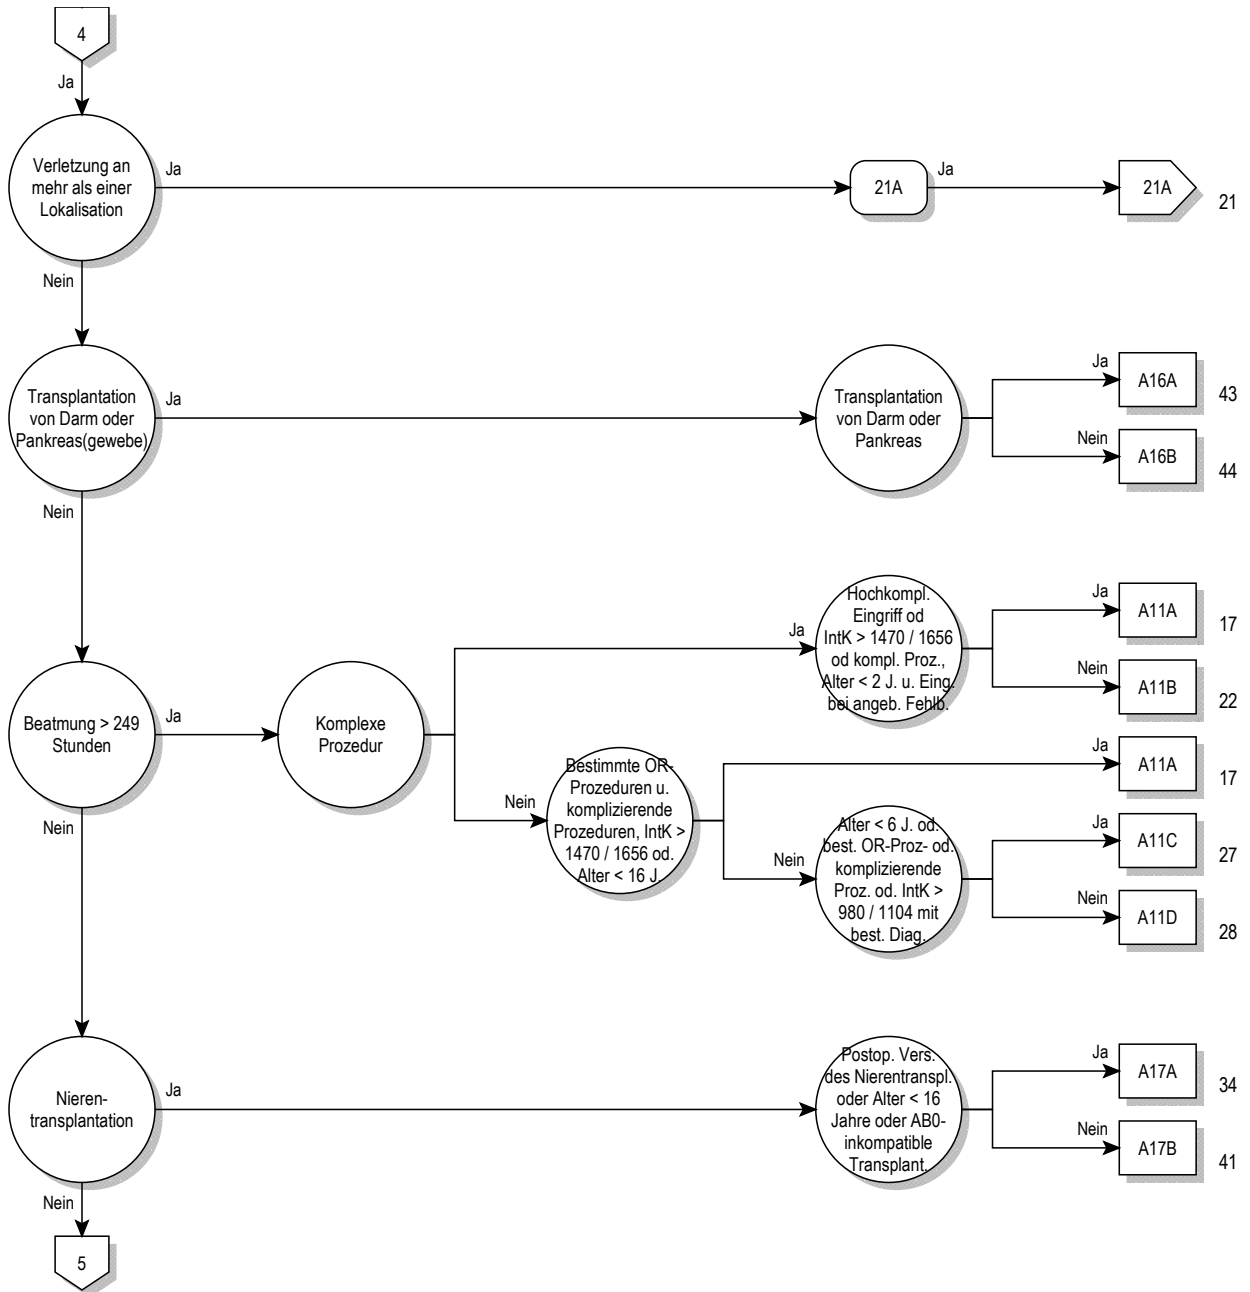 4
Ja
Verletzung an
mehr als einer
Lokalisation
Ja
21A
Ja
21A
21
Nein
Transplantation
von Darm oder
Pankreas(gewebe)
Ja
Transplantation
von Darm oder
Pankreas
Ja
A16A
43
Nein
A16B
44
Nein
Beatmung > 249
Stunden
Ja
Komplexe
Prozedur
Ja
Hochkompl.
Eingriff od
IntK > 1470 / 1656
od kompl. Proz.,
Alter < 2 J. u. Eing.
bei angeb. Fehlb.
Ja
A11A
17
Nein
A11B
22
Nein
Bestimmte OR-
Prozeduren u.
komplizierende
Prozeduren, IntK >
1470 / 1656 od.
Alter < 16 J.
Ja
A11A
17
Nein
Alter < 6 J. od.
best. OR-Proz- od.
komplizierende
Proz. od. IntK >
980 / 1104 mit
best. Diag.
Ja
A11C
27
Nein
A11D
28
Nein
Nieren-
transplantation
Ja
Postop. Vers.
des Nierentranspl.
oder Alter < 16
Jahre oder AB0-
inkompatible
Transplant.
Ja
A17A
34
Nein
A17B
41
Nein
5